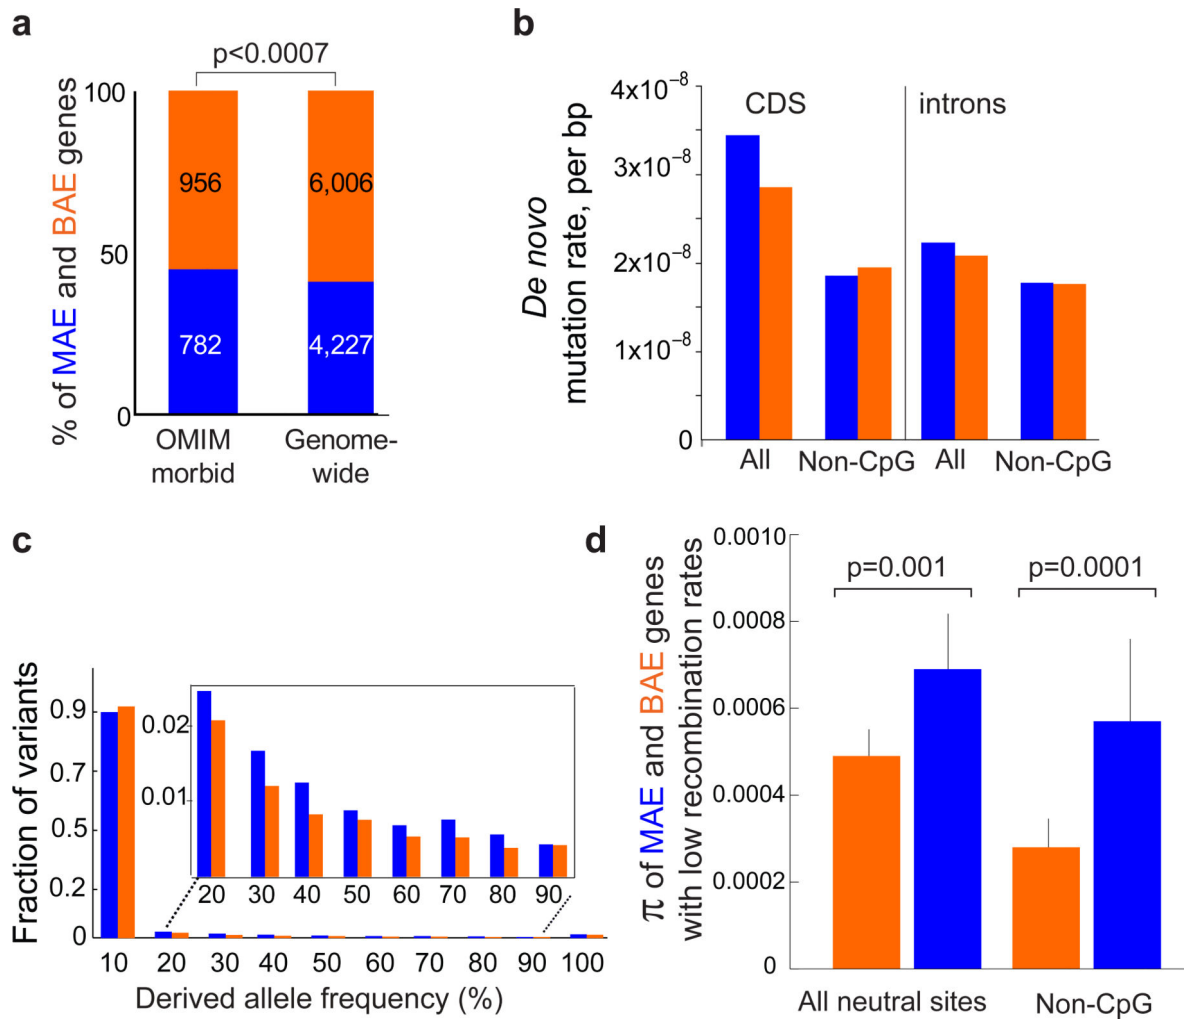 a
p<0.0007
% of MAE and BAE genes
100
50
0
956
6,006
782
4,227
OMIM
morbid
Genome-
wide
b
De novo
mutation rate, per bp
4x10⁻⁸
3x10⁻⁸
2x10⁻⁸
1x10⁻⁸
0
CDS
introns
All
Non-CpG
All
Non-CpG
c
Fraction of variants
0.9
0.7
0.5
0.2
0
0.02
0.01
20 30 40 50 60 70 80 90
10 20 30 40 50 60 70 80 90 100
Derived allele frequency (%)
d
π of MAE and BAE genes
with low recombination rates
0.0010
0.0008
0.0006
0.0004
0.0002
0
p=0.001
p=0.0001
All neutral sites
Non-CpG